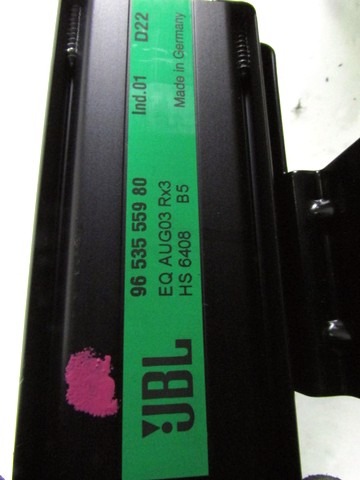 JBL
96 535 559 80 Ind.01 D22
EQ AUG03 Rx3
HS 6408 B5 Made in Germany